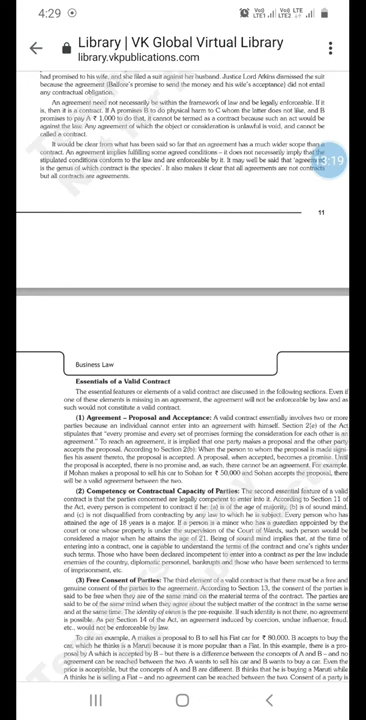 4:29
Vo) LTE1 Vo) LTE LTE2
Library | VK Global Virtual Library
library.vkpublications.com
had promised to his wife, and she filed a suit against her husband. Justice Lord Atkins dismissed the suit
because the agreement (Balfore's promise to send the money and his wife's acceptance) did not entail
any contractual obligation.
An agreement need not necessarily be within the framework of law and be legally enforceable. If it
is, then it is a contract. If A promises B to do physical harm to C whom the latter does not like, and B
promises to pay A ₹ 1,000 to do that, it cannot be termed as a contract because such an act would be
against the law. Any agreement of which the object or consideration is unlawful is void, and cannot be
called a contract.
It would be clear from what has been said so far that an agreement has a much wider scope than a
contract. An agreement implies fulfilling some agreed conditions – it does not necessarily imply that the
stipulated conditions conform to the law and are enforceable by it. It may well be said that 'agreement
is the genus of which contract is the species'. It also makes it clear that all agreements are not contracts
but all contracts are agreements.
13:19
11
Business Law
Essentials of a Valid Contract
The essential features or elements of a valid contract are discussed in the following sections. Even if
one of these elements is missing in an agreement, the agreement will not be enforceable by law and as
such would not constitute a valid contract.
(1) Agreement – Proposal and Acceptance: A valid contract essentially involves two or more
parties because an individual cannot enter into an agreement with himself. Section 2(e) of the Act
stipulates that "every promise and every set of promises forming the consideration for each other is an
agreement." To reach an agreement, it is implied that one party makes a proposal and the other party
accepts the proposal. According to Section 2(b): When the person to whom the proposal is made signi-
fies his assent thereto, the proposal is accepted. A proposal, when accepted, becomes a promise. Until
the proposal is accepted, there is no promise and, as such, there cannot be an agreement. For example,
if Mohan makes a proposal to sell his car to Sohan for ₹ 50,000 and Sohan accepts the proposal, there
will be a valid agreement between the two.
(2) Competency or Contractual Capacity of Parties: The second essential feature of a valid
contract is that the parties concerned are legally competent to enter into it. According to Section 11 of
the Act, every person is competent to contract if he: (a) is of the age of majority, (b) is of sound mind,
and (c) is not disqualified from contracting by any law to which he is subject. Every person who has
attained the age of 18 years is a major. If a person is a minor who has a guardian appointed by the
court or one whose property is under the supervision of the Court of Wards, such person would be
considered a major when he attains the age of 21. Being of sound mind implies that, at the time of
entering into a contract, one is capable to understand the terms of the contract and one's rights under
such terms. Those who have been declared incompetent to enter into a contract as per the law include
enemies of the country, diplomatic personnel, bankrupts and those who have been sentenced to terms
of imprisonment, etc.
(3) Free Consent of Parties: The third element of a valid contract is that there must be a free and
genuine consent of the parties to the agreement. According to Section 13, the consent of the parties is
said to be free when they are of the same mind on the material terms of the contract. The parties are
said to be of the same mind when they agree about the subject matter of the contract in the same sense
and at the same time. The identity of views is the pre-requisite. If such identity is not there, no agreement
is possible. As per Section 14 of the Act, an agreement induced by coercion, undue influence, fraud,
etc., would not be enforceable by law.
To cite an example, A makes a proposal to B to sell his Fiat car for ₹ 80,000. B accepts to buy the
car, which he thinks is a Maruti because it is more popular than a Fiat. In this example, there is a pro-
posal by A which is accepted by B – but there is a difference between the concepts of A and B – and no
agreement can be reached between the two. A wants to sell his car and B wants to buy a car. Even the
price is acceptable, but the concepts of A and B are different. B thinks that he is buying a Maruti while
A thinks he is selling a Fiat – and no agreement can be reached between the two. Consent of a party is